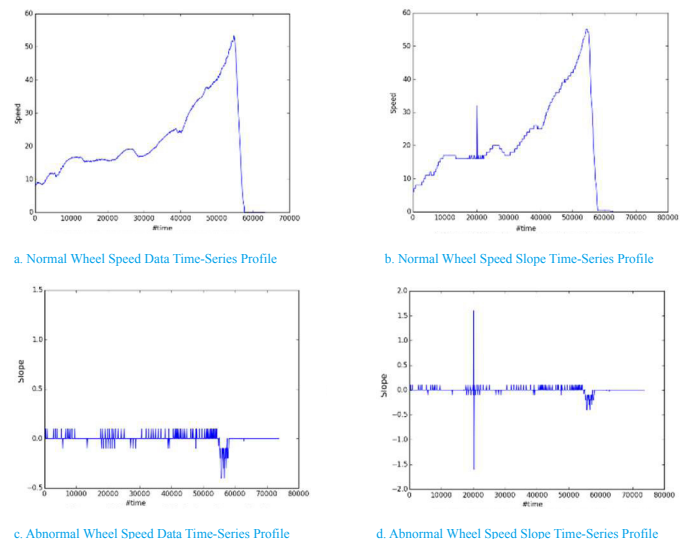 60
50
40
30
20
10
0
Speed
0 10000 20000 30000 40000 50000 60000 70000
#time
60
50
40
30
20
10
0
Speed
0 10000 20000 30000 40000 50000 60000 70000 80000
#time
a. Normal Wheel Speed Data Time-Series Profile
b. Normal Wheel Speed Slope Time-Series Profile
1.5
1.0
0.5
0.0
−0.5
Slope
0 10000 20000 30000 40000 50000 60000 70000 80000
#time
2.0
1.5
1.0
0.5
0.0
−0.5
−1.0
−1.5
−2.0
Slope
0 10000 20000 30000 40000 50000 60000 70000 80000
#time
c. Abnormal Wheel Speed Data Time-Series Profile
d. Abnormal Wheel Speed Slope Time-Series Profile